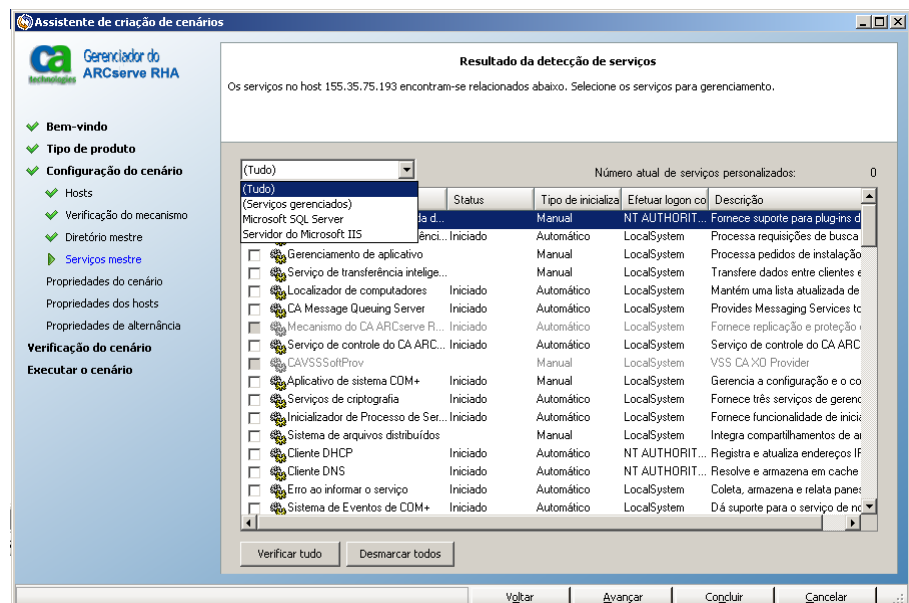 Assistente de criação de cenários
ca technologies
Gerenciador do
ARCserve RHA
Bem-vindo
Tipo de produto
Configuração do cenário
Hosts
Verificação do mecanismo
Diretório mestre
Serviços mestre
Propriedades do cenário
Propriedades dos hosts
Propriedades de alternância
Verificação do cenário
Executar o cenário
Resultado da detecção de serviços
Os serviços no host 155.35.75.193 encontram-se relacionados abaixo. Selecione os serviços para gerenciamento.
(Tudo)
Número atual de serviços personalizados: 0
(Tudo)
(Serviços gerenciados)
Microsoft SQL Server
Servidor do Microsoft IIS
Status Tipo de inicializa Efetuar logon co Descrição
da d... Manual NT AUTHORIT... Fornece suporte para plug-ins d
ênci... Iniciado Automático LocalSystem Processa requisições de busca
Gerenciamento de aplicativo Manual LocalSystem Processa pedidos de instalação
Serviço de transferência intelige... Manual LocalSystem Transfere dados entre clientes e
Localizador de computadores Iniciado Automático LocalSystem Mantém uma lista atualizada de
CA Message Queuing Server Iniciado Automático LocalSystem Provides Messaging Services to
Mecanismo do CA ARCserve R... Iniciado Automático LocalSystem Fornece replicação e proteção
Serviço de controle do CA ARC... Iniciado Automático LocalSystem Serviço de controle do CA ARC
CAVSSSoftProv Manual LocalSystem VSS CA XO Provider
Aplicativo de sistema COM+ Iniciado Manual LocalSystem Gerencia a configuração e o co
Serviços de criptografia Iniciado Automático LocalSystem Fornece três serviços de gerenc
Inicializador de Processo de Ser... Iniciado Automático LocalSystem Fornece funcionalidade de inicia
Sistema de arquivos distribuídos Manual LocalSystem Integra compartilhamentos de ar
Cliente DHCP Iniciado Automático NT AUTHORIT... Registra e atualiza endereços IF
Cliente DNS Iniciado Automático NT AUTHORIT... Resolve e armazena em cache
Erro ao informar o serviço Iniciado Automático LocalSystem Coleta, armazena e relata panes
Sistema de Eventos de COM+ Iniciado Automático LocalSystem Dá suporte para o serviço de no
Verificar tudo Desmarcar todos
Voltar Avançar Concluir Cancelar